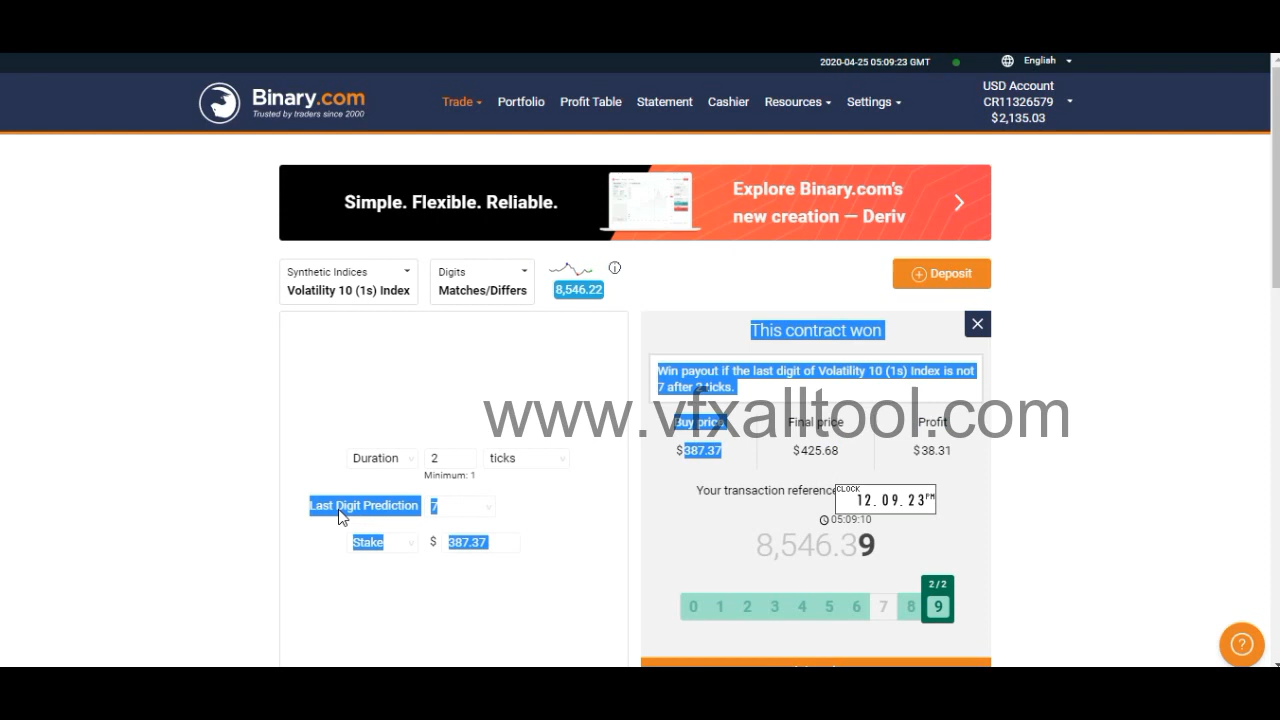 2020-04-25 05:09:23 GMT
English
Binary.com
Trusted by traders since 2000
Trade
Portfolio
Profit Table
Statement
Cashier
Resources
Settings
USD Account
CR11326579
$2,135.03
Simple. Flexible. Reliable.
Explore Binary.com's
new creation — Deriv
Synthetic Indices
Volatility 10 (1s) Index
Digits
Matches/Differs
8,546.22
Deposit
This contract won
Win payout if the last digit of Volatility 10 (1s) Index is not
7 after 2 ticks.
www.vfxalltool.com
Buy price
Final price
Profit
$387.37
$425.68
$38.31
Duration
2
ticks
Minimum: 1
Last Digit Prediction
7
Stake
$
387.37
Your transaction reference
CLOCK
12.09.23PM
05:09:10
8,546.39
2/2
0 1 2 3 4 5 6 7 8 9
?